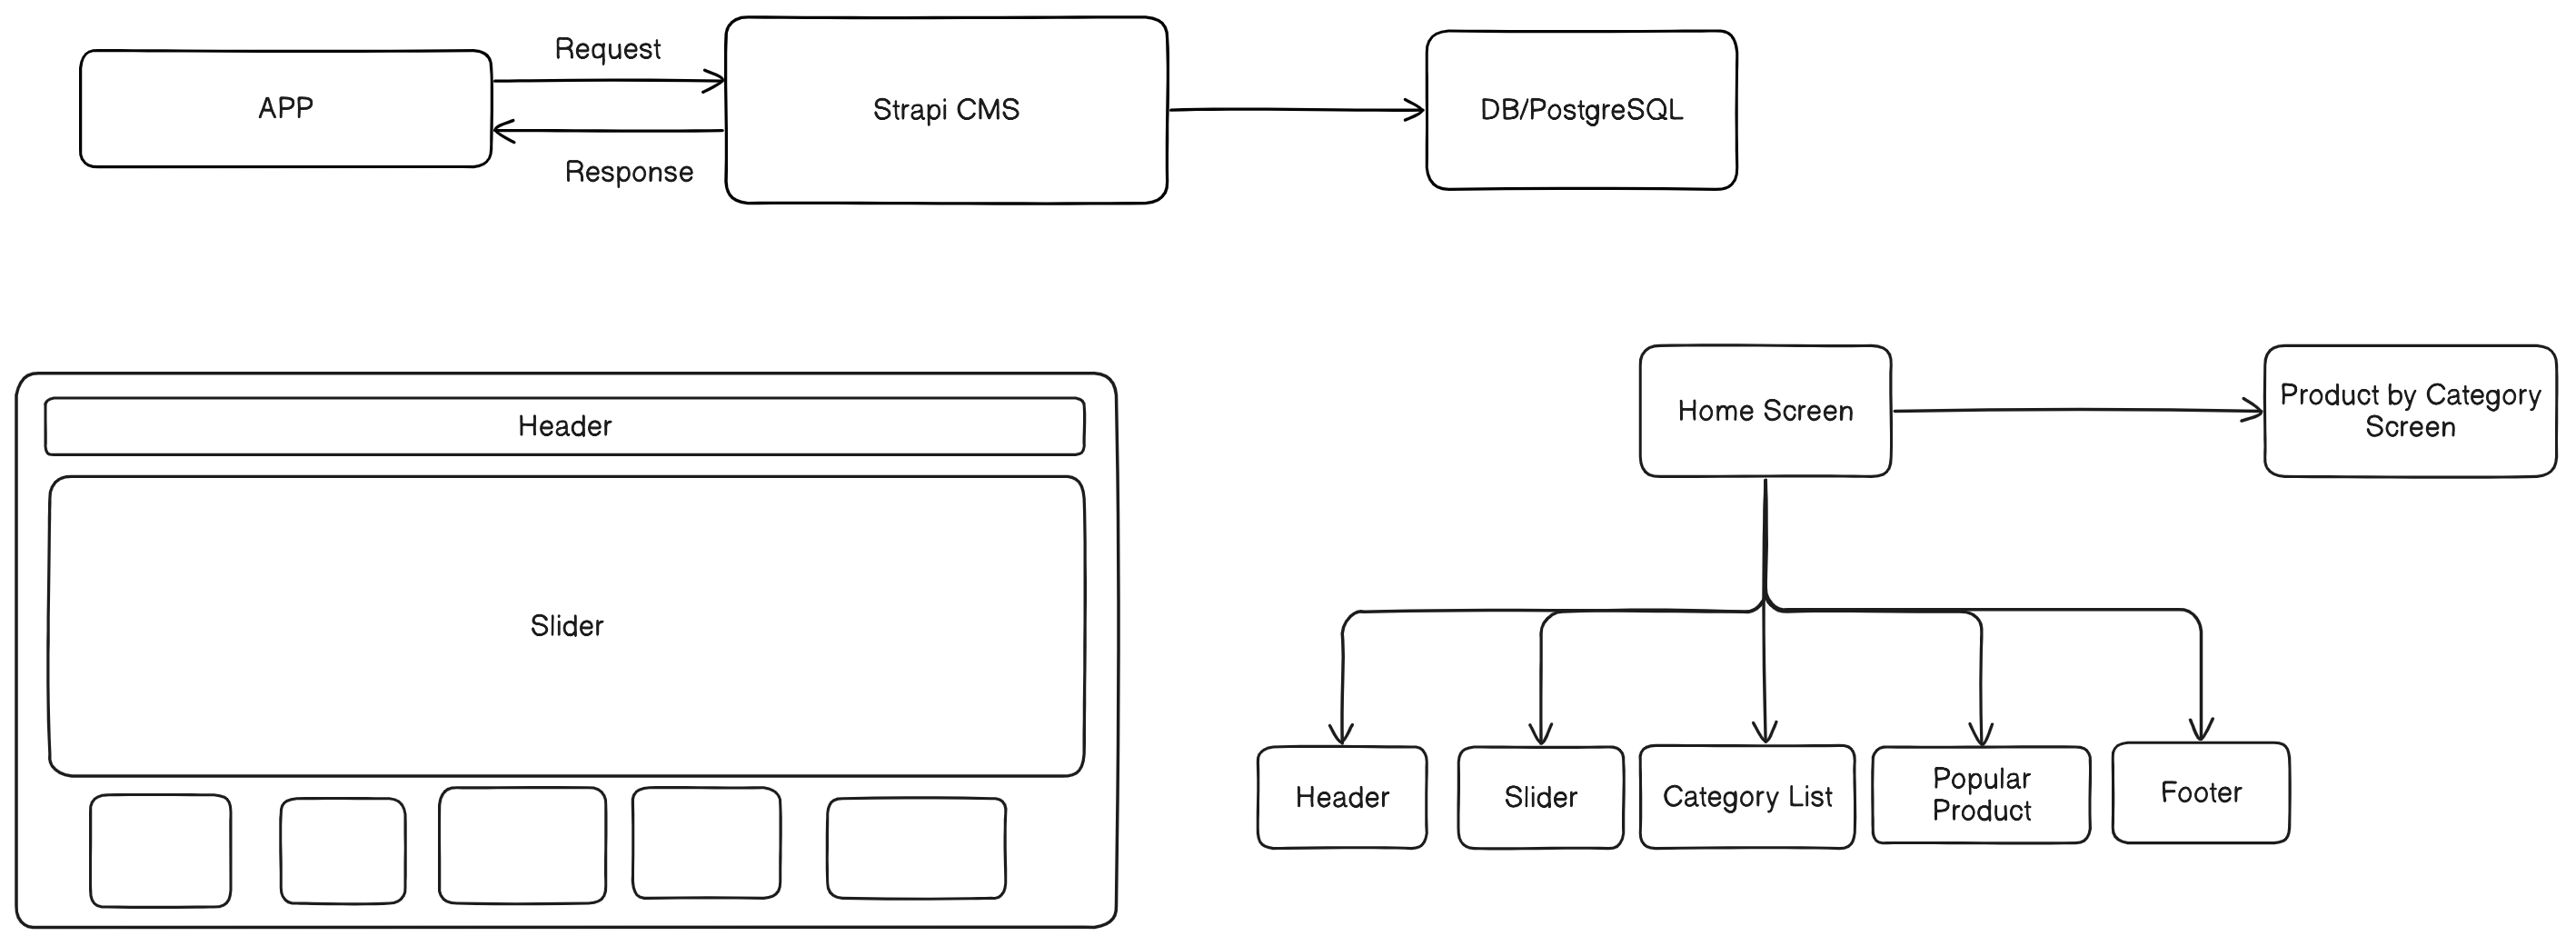 Request
APP
Strapi CMS
DB/PostgreSQL
Response
Header
Slider
Home Screen
Product by Category
Screen
Header
Slider
Category List
Popular
Product
Footer